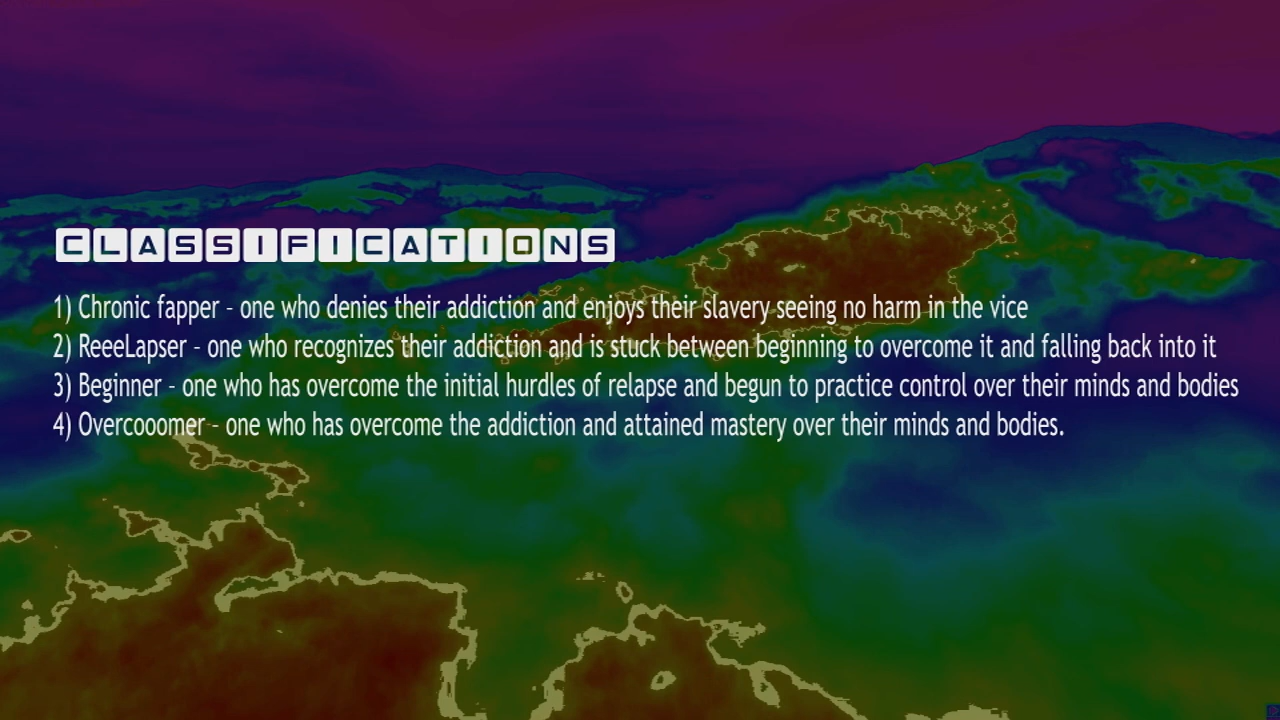 CLASSIFICATIONS
1) Chronic fapper - one who denies their addiction and enjoys their slavery seeing no harm in the vice
2) ReeeLapser - one who recognizes their addiction and is stuck between beginning to overcome it and falling back into it
3) Beginner - one who has overcome the initial hurdles of relapse and begun to practice control over their minds and bodies
4) Overcooomer - one who has overcome the addiction and attained mastery over their minds and bodies.